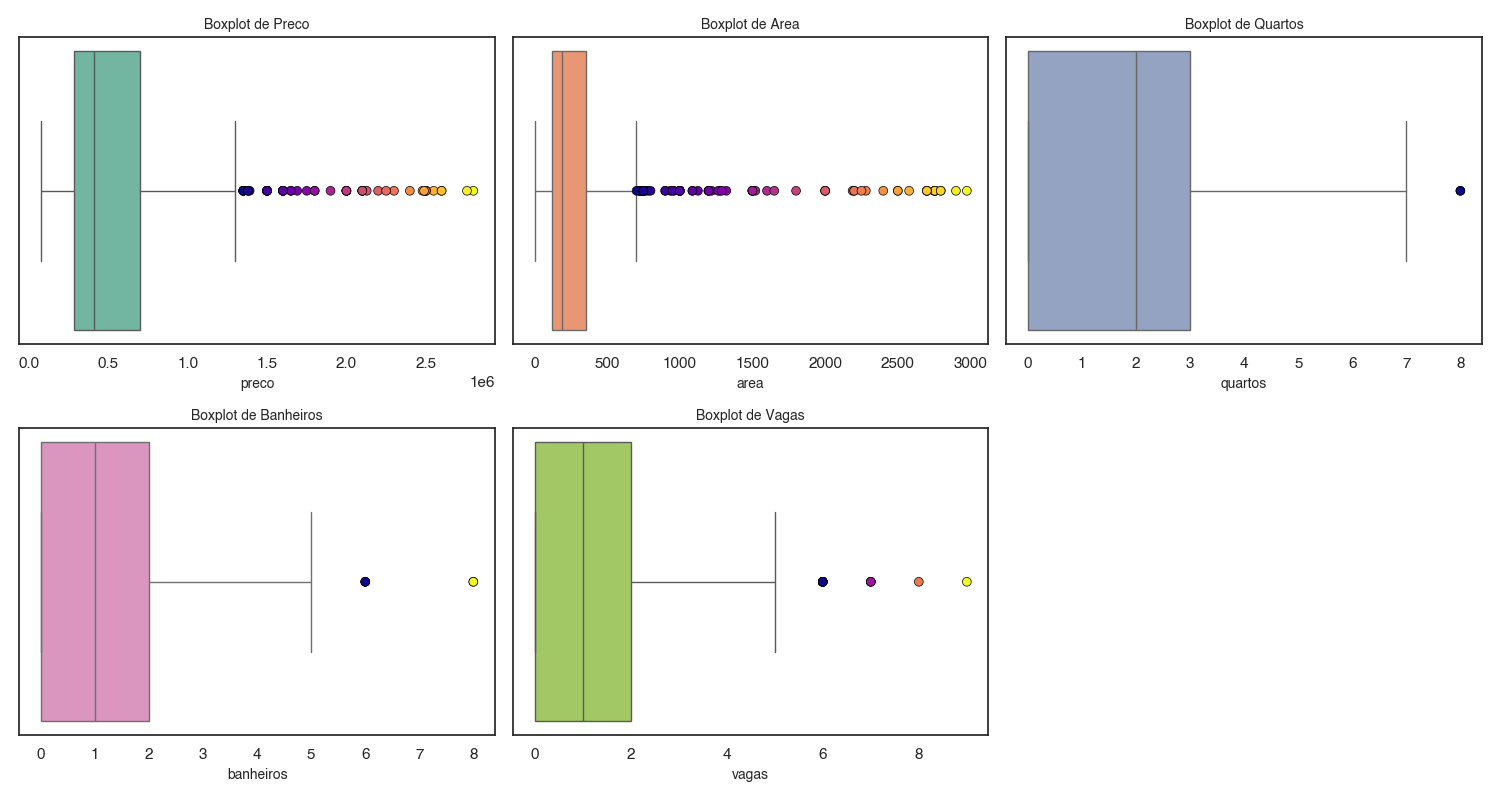 Boxplot de Preco
0.0 0.5 1.0 1.5 2.0 2.5
1e6
preco
Boxplot de Area
0 500 1000 1500 2000 2500 3000
area
Boxplot de Quartos
0 1 2 3 4 5 6 7 8
quartos
Boxplot de Banheiros
0 1 2 3 4 5 6 7 8
banheiros
Boxplot de Vagas
0 2 4 6 8
vagas